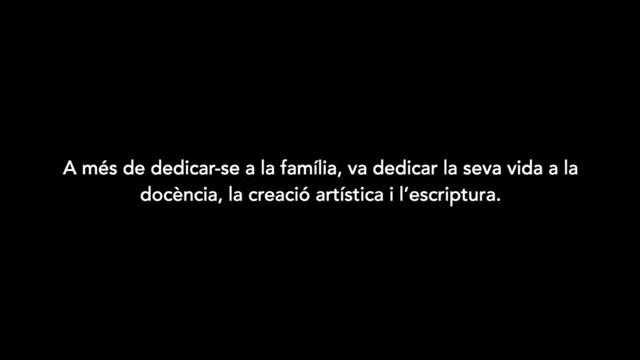 A més de dedicar-se a la família, va dedicar la seva vida a la
docència, la creació artística i l’escriptura.